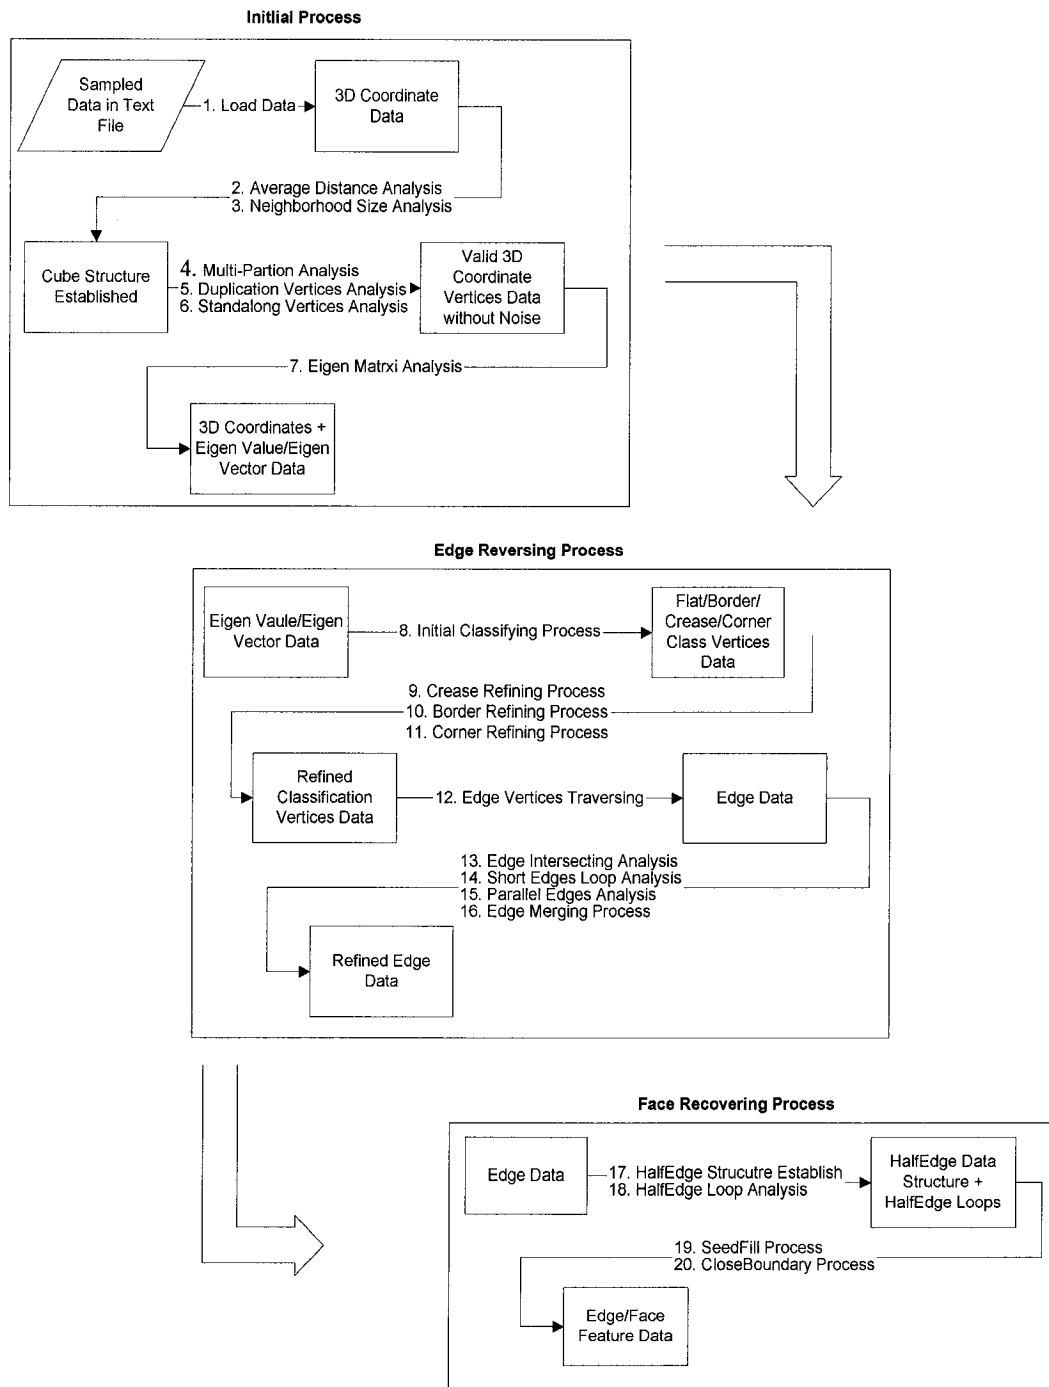 Initlial Process
Sampled
Data in Text
File
1. Load Data
3D Coordinate
Data
2. Average Distance Analysis
3. Neighborhood Size Analysis
Cube Structure
Established
4. Multi-Partion Analysis
5. Duplication Vertices Analysis
6. Standalong Vertices Analysis
Valid 3D
Coordinate
Vertices Data
without Noise
7. Eigen Matrxi Analysis
3D Coordinates +
Eigen Value/Eigen
Vector Data
Edge Reversing Process
Eigen Vaule/Eigen
Vector Data
8. Initial Classifying Process
Flat/Border/
Crease/Corner
Class Vertices
Data
9. Crease Refining Process
10. Border Refining Process
11. Corner Refining Process
Refined
Classification
Vertices Data
12. Edge Vertices Traversing
Edge Data
13. Edge Intersecting Analysis
14. Short Edges Loop Analysis
15. Parallel Edges Analysis
16. Edge Merging Process
Refined Edge
Data
Face Recovering Process
Edge Data
17. HalfEdge Strucutre Establish
18. HalfEdge Loop Analysis
HalfEdge Data
Structure +
HalfEdge Loops
19. SeedFill Process
20. CloseBoundary Process
Edge/Face
Feature Data